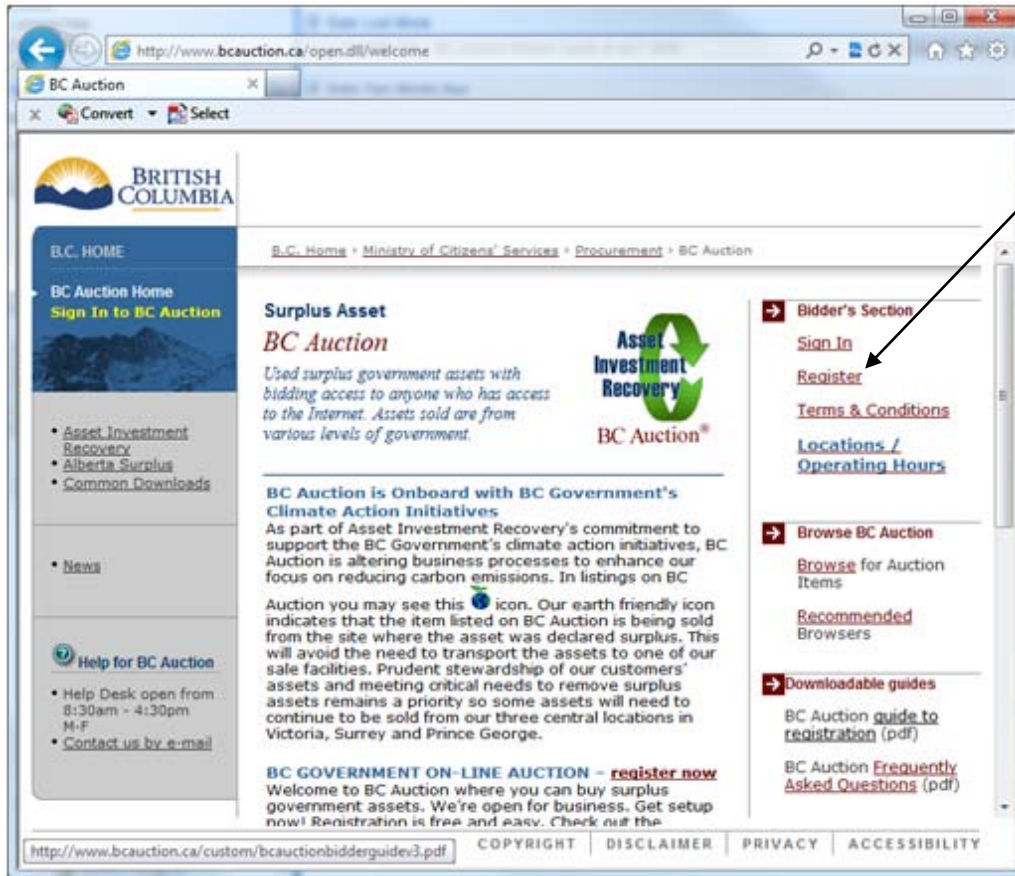 http://www.bcauction.ca/open.dll/welcome
BC Auction
Convert
Select
BRITISH
COLUMBIA
B.C. HOME
BC Auction Home
Sign In to BC Auction
• Asset Investment
Recovery
• Alberta Surplus
• Common Downloads
• News
Help for BC Auction
• Help Desk open from
8:30am - 4:30pm
M-F
• Contact us by e-mail
B.C. Home › Ministry of Citizens' Services › Procurement › BC Auction
Surplus Asset
BC Auction
Used surplus government assets with
bidding access to anyone who has access
to the Internet. Assets sold are from
various levels of government.
Asset
Investment
Recovery
BC Auction®
BC Auction is Onboard with BC Government's
Climate Action Initiatives
As part of Asset Investment Recovery's commitment to
support the BC Government's climate action initiatives, BC
Auction is altering business processes to enhance our
focus on reducing carbon emissions. In listings on BC
Auction you may see this icon. Our earth friendly icon
indicates that the item listed on BC Auction is being sold
from the site where the asset was declared surplus. This
will avoid the need to transport the assets to one of our
sale facilities. Prudent stewardship of our customers'
assets and meeting critical needs to remove surplus
assets remains a priority so some assets will need to
continue to be sold from our three central locations in
Victoria, Surrey and Prince George.
BC GOVERNMENT ON-LINE AUCTION – register now
Welcome to BC Auction where you can buy surplus
government assets. We're open for business. Get setup
now! Registration is free and easy. Check out the
Bidder's Section
Sign In
Register
Terms & Conditions
Locations /
Operating Hours
Browse BC Auction
Browse for Auction
Items
Recommended
Browsers
Downloadable guides
BC Auction guide to
registration (pdf)
BC Auction Frequently
Asked Questions (pdf)
http://www.bcauction.ca/custom/bcauctionbidderguidev3.pdf
COPYRIGHT | DISCLAIMER | PRIVACY | ACCESSIBILITY